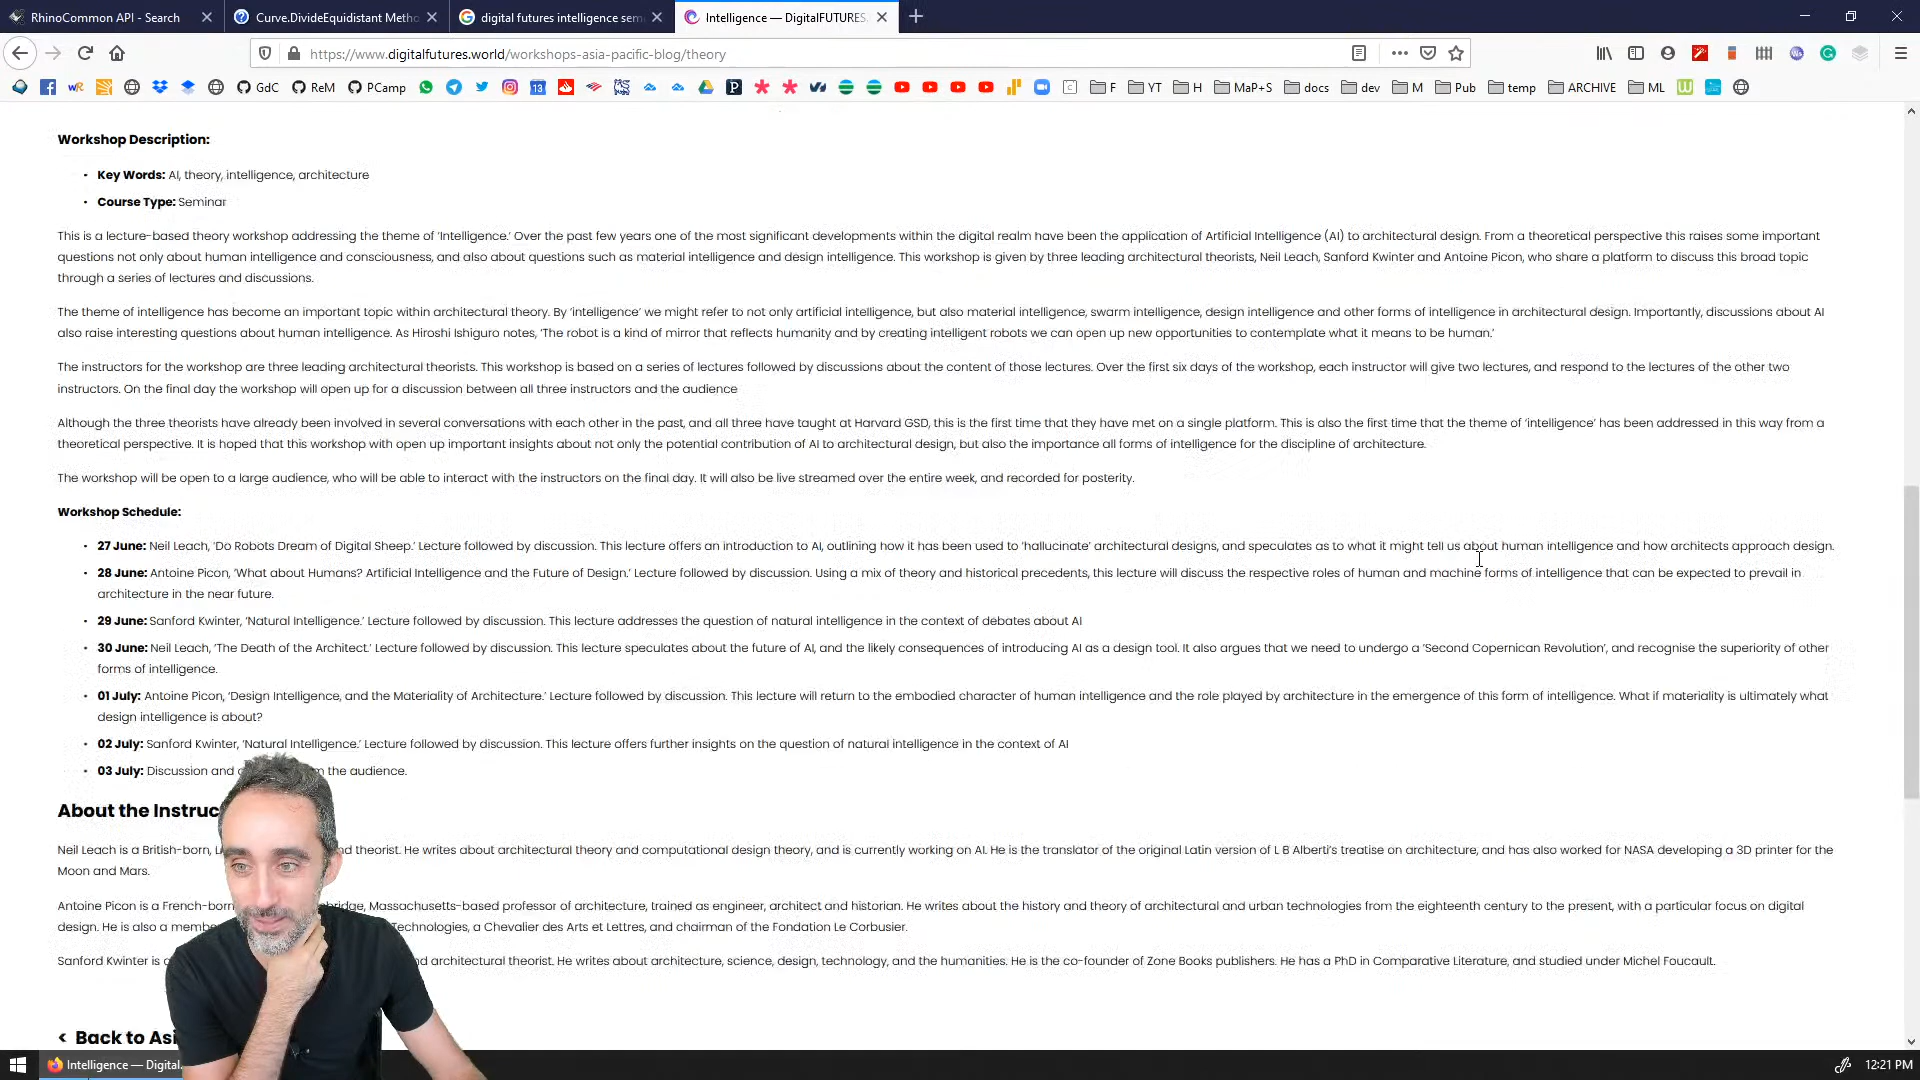 RhinoCommon API - Search
Curve.DivideEquidistant Metho
digital futures intelligence sem
Intelligence — DigitalFUTURES
https://www.digitalfutures.world/workshops-asia-pacific-blog/theory
GdC ReM PCamp F YT H MaP+S docs dev M Pub temp ARCHIVE ML
Workshop Description:
• Key Words: AI, theory, intelligence, architecture
• Course Type: Seminar
This is a lecture-based theory workshop addressing the theme of ‘Intelligence.’ Over the past few years one of the most significant developments within the digital realm have been the application of Artificial Intelligence (AI) to architectural design. From a theoretical perspective this raises some important
questions not only about human intelligence and consciousness, and also about questions such as material intelligence and design intelligence. This workshop is given by three leading architectural theorists, Neil Leach, Sanford Kwinter and Antoine Picon, who share a platform to discuss this broad topic
through a series of lectures and discussions.
The theme of intelligence has become an important topic within architectural theory. By ‘intelligence’ we might refer to not only artificial intelligence, but also material intelligence, swarm intelligence, design intelligence and other forms of intelligence in architectural design. Importantly, discussions about AI
also raise interesting questions about human intelligence. As Hiroshi Ishiguro notes, ‘The robot is a kind of mirror that reflects humanity and by creating intelligent robots we can open up new opportunities to contemplate what it means to be human.’
The instructors for the workshop are three leading architectural theorists. This workshop is based on a series of lectures followed by discussions about the content of those lectures. Over the first six days of the workshop, each instructor will give two lectures, and respond to the lectures of the other two
instructors. On the final day the workshop will open up for a discussion between all three instructors and the audience
Although the three theorists have already been involved in several conversations with each other in the past, and all three have taught at Harvard GSD, this is the first time that they have met on a single platform. This is also the first time that the theme of ‘intelligence’ has been addressed in this way from a
theoretical perspective. It is hoped that this workshop with open up important insights about not only the potential contribution of AI to architectural design, but also the importance all forms of intelligence for the discipline of architecture.
The workshop will be open to a large audience, who will be able to interact with the instructors on the final day. It will also be live streamed over the entire week, and recorded for posterity.
Workshop Schedule:
• 27 June: Neil Leach, ‘Do Robots Dream of Digital Sheep.’ Lecture followed by discussion. This lecture offers an introduction to AI, outlining how it has been used to ‘hallucinate’ architectural designs, and speculates as to what it might tell us about human intelligence and how architects approach design.
• 28 June: Antoine Picon, ‘What about Humans? Artificial Intelligence and the Future of Design.’ Lecture followed by discussion. Using a mix of theory and historical precedents, this lecture will discuss the respective roles of human and machine forms of intelligence that can be expected to prevail in
architecture in the near future.
• 29 June: Sanford Kwinter, ‘Natural Intelligence.’ Lecture followed by discussion. This lecture addresses the question of natural intelligence in the context of debates about AI
• 30 June: Neil Leach, ‘The Death of the Architect.’ Lecture followed by discussion. This lecture speculates about the future of AI, and the likely consequences of introducing AI as a design tool. It also argues that we need to undergo a ‘Second Copernican Revolution’, and recognise the superiority of other
forms of intelligence.
• 01 July: Antoine Picon, ‘Design Intelligence, and the Materiality of Architecture.’ Lecture followed by discussion. This lecture will return to the embodied character of human intelligence and the role played by architecture in the emergence of this form of intelligence. What if materiality is ultimately what
design intelligence is about?
• 02 July: Sanford Kwinter, ‘Natural Intelligence.’ Lecture followed by discussion. This lecture offers further insights on the question of natural intelligence in the context of AI
• 03 July: Discussion and the audience.
About the Instruc
Neil Leach is a British-born, theorist. He writes about architectural theory and computational design theory, and is currently working on AI. He is the translator of the original Latin version of L B Alberti’s treatise on architecture, and has also worked for NASA developing a 3D printer for the
Moon and Mars.
Antoine Picon is a French-born Massachusetts-based professor of architecture, trained as engineer, architect and historian. He writes about the history and theory of architectural and urban technologies from the eighteenth century to the present, with a particular focus on digital
design. He is also a Technologies, a Chevalier des Arts et Lettres, and chairman of the Fondation Le Corbusier.
Sanford Kwinter is architectural theorist. He writes about architecture, science, design, technology, and the humanities. He is the co-founder of Zone Books publishers. He has a PhD in Comparative Literature, and studied under Michel Foucault.
< Back to Asi
Intelligence — Digital
12:21 PM